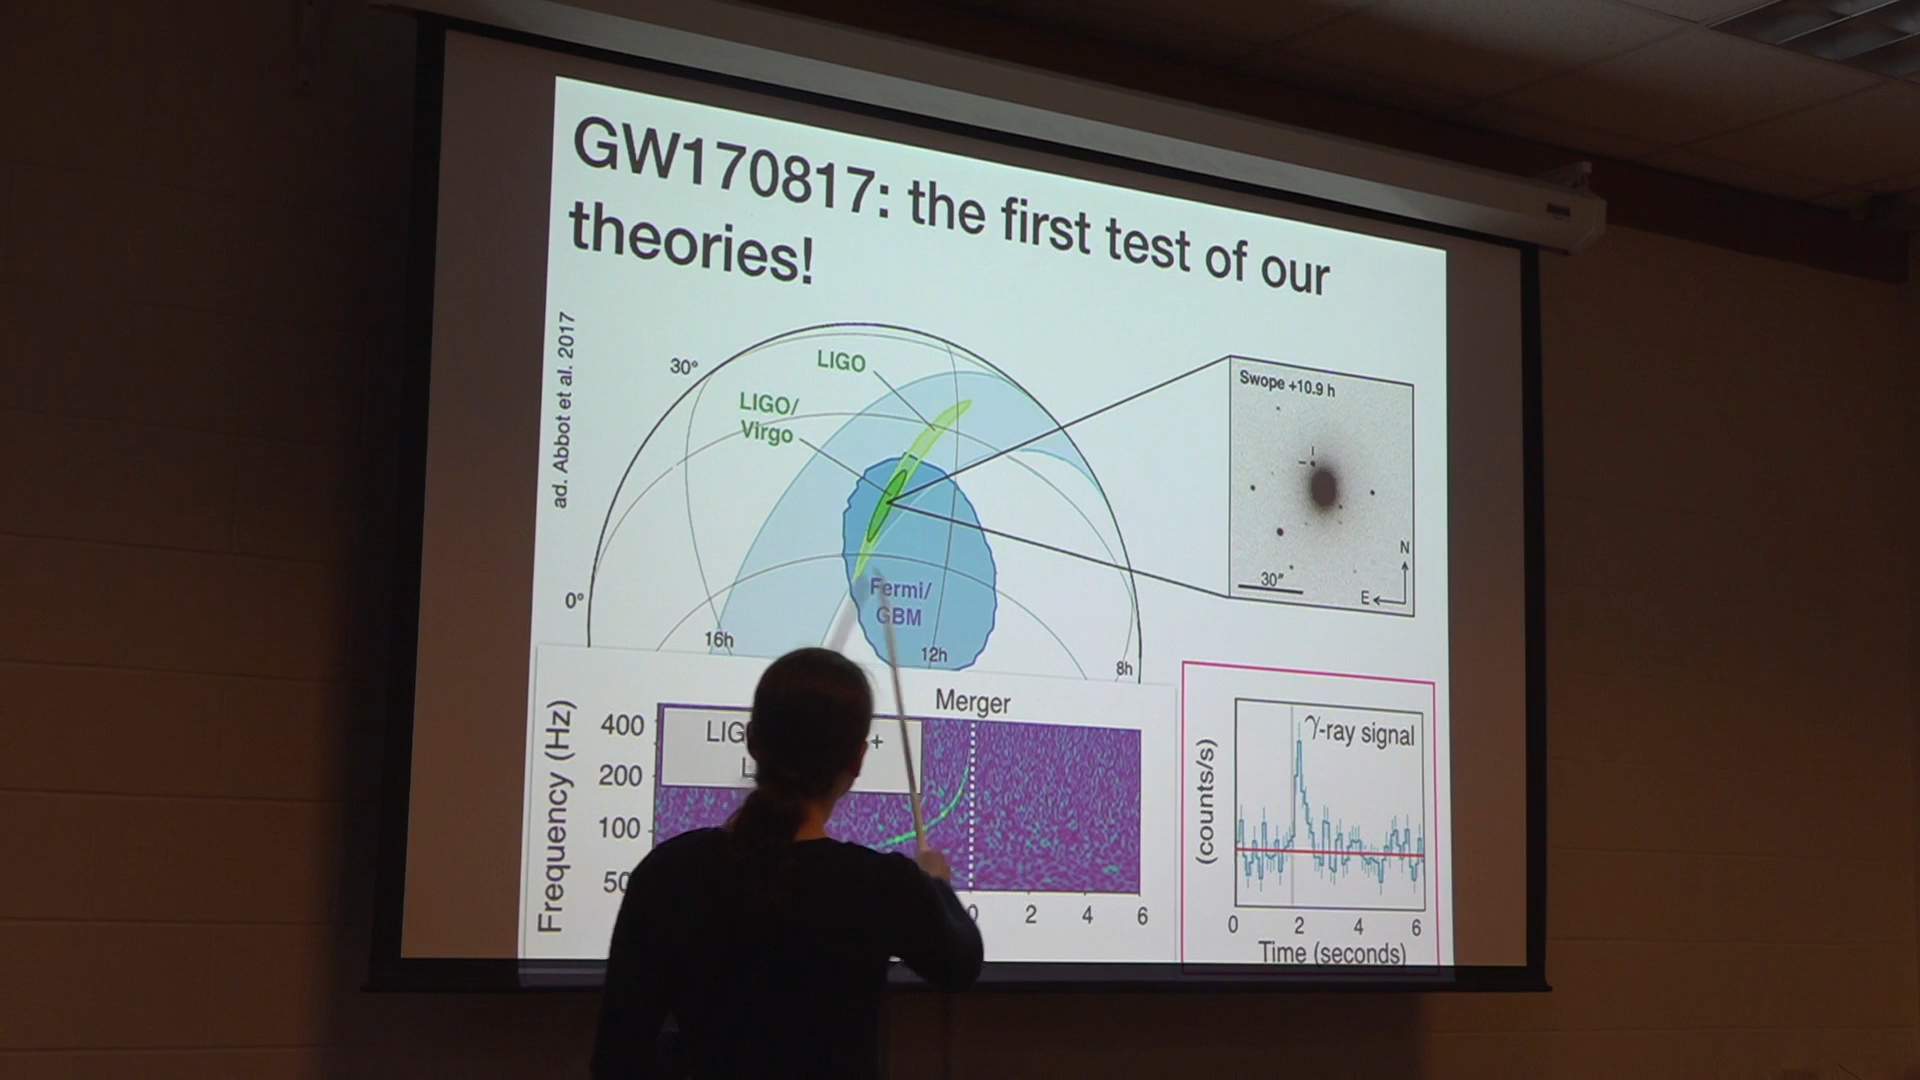 GW170817: the first test of our
theories!
ad. Abbot et al. 2017
30°
LIGO
LIGO/
Virgo
0°
16h
Fermi/
GBM
12h
8h
Swope +10.9 h
30"
N
E
Merger
Frequency (Hz)
400
200
100
50
+
0 2 4 6
γ-ray signal
(counts/s)
0 2 4 6
Time (seconds)